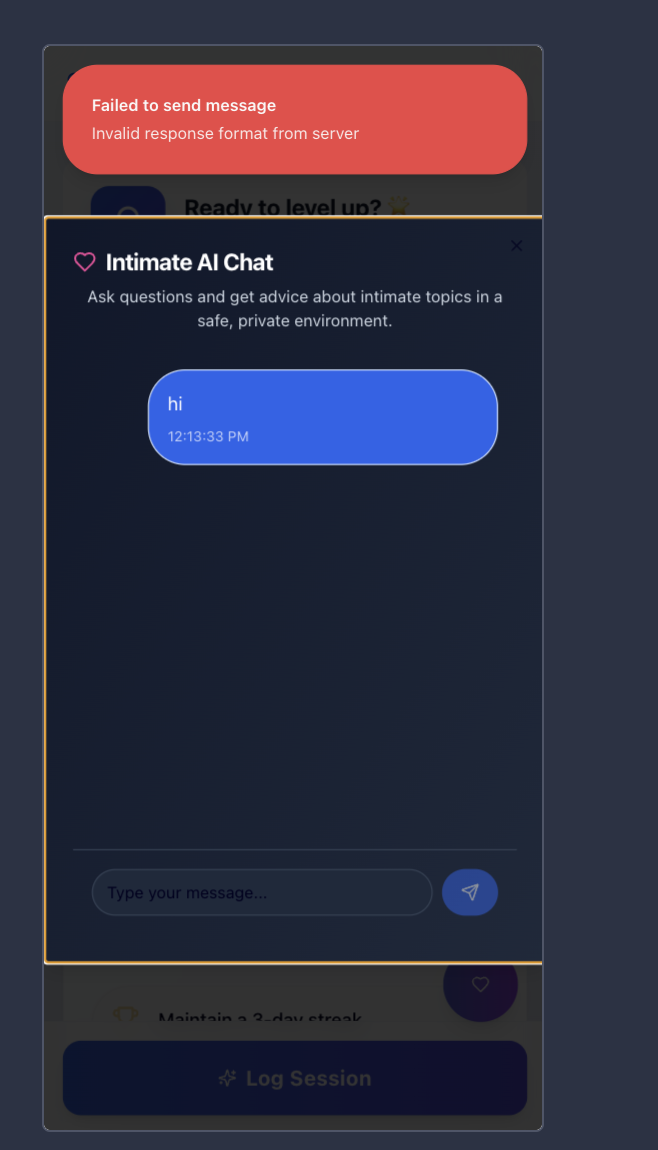 Failed to send message
Invalid response format from server
Ready to level up?
Intimate AI Chat
Ask questions and get advice about intimate topics in a
safe, private environment.
hi
12:13:33 PM
Type your message...
Maintain a 3-day streak
Log Session